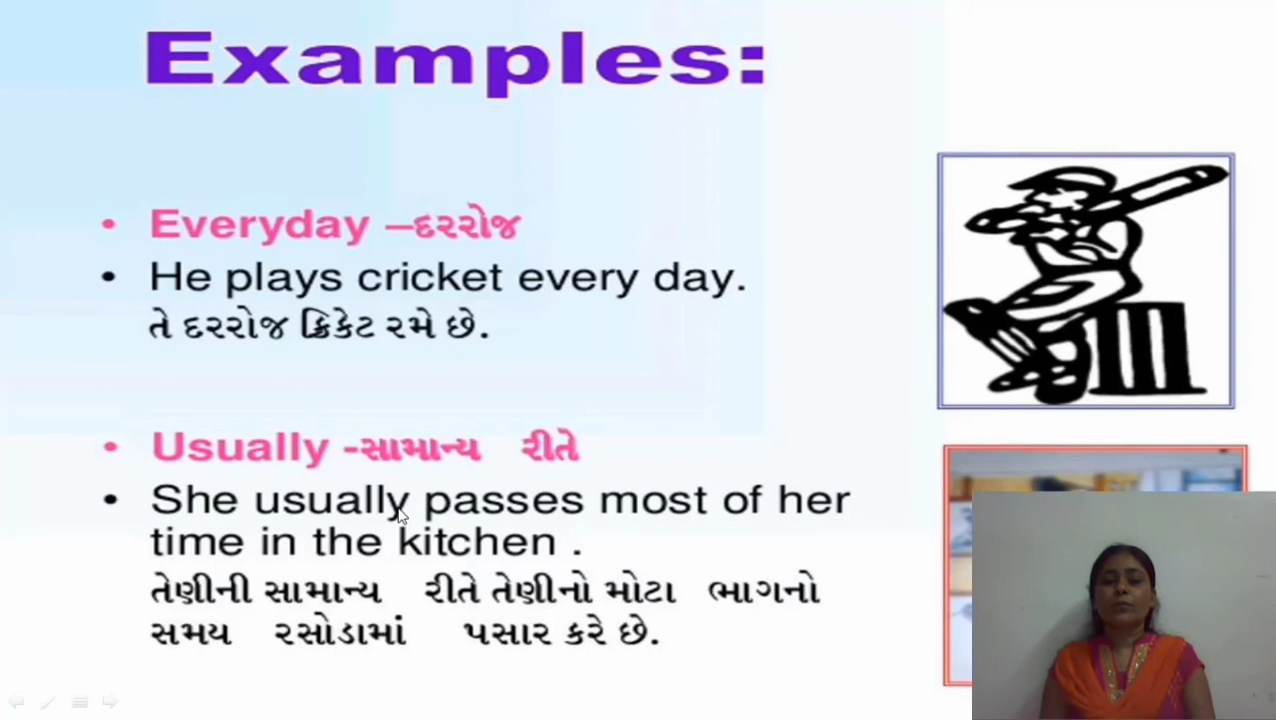 Examples:
• Everyday –દરરોજ
• He plays cricket every day.
તે દરરોજ ક્રિકેટ રમે છે.
• Usually -સામાન્ય રીતે
• She usually passes most of her
time in the kitchen .
તેણીની સામાન્ય રીતે તેણીનો મોટા ભાગનો
સમય રસોડામાં પસાર કરે છે.